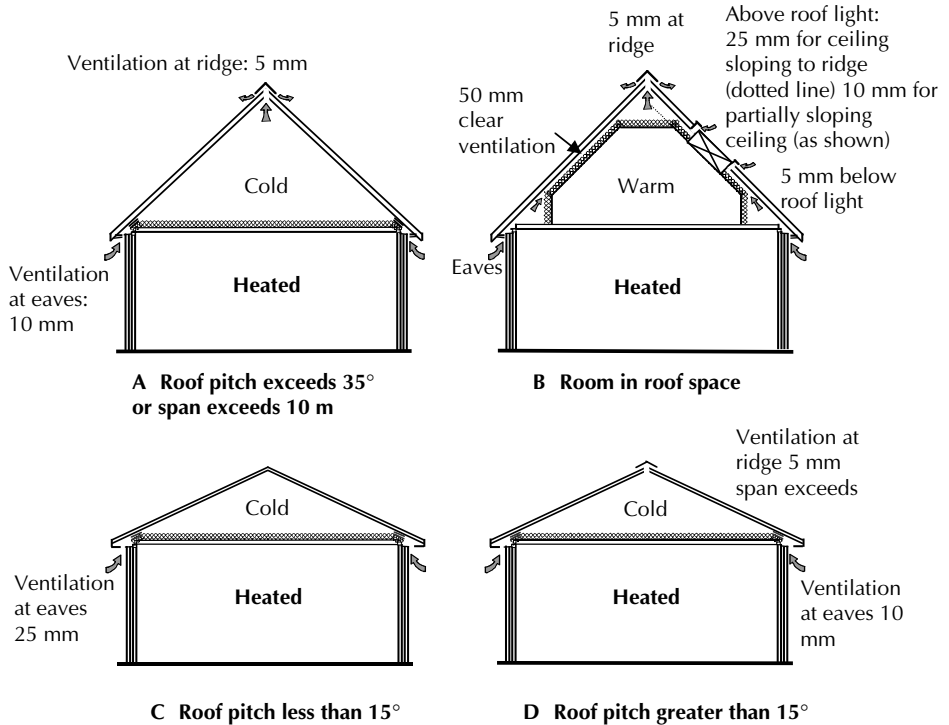 Ventilation at ridge: 5 mm
Cold
Ventilation
at eaves:
10 mm
Heated
A Roof pitch exceeds 35°
or span exceeds 10 m
5 mm at
ridge
Above roof light:
25 mm for ceiling
sloping to ridge
(dotted line) 10 mm for
partially sloping
ceiling (as shown)
50 mm
clear
ventilation
Warm
5 mm below
roof light
Eaves
Heated
B Room in roof space
Cold
Ventilation
at eaves
25 mm
Heated
C Roof pitch less than 15°
Ventilation at
ridge 5 mm
span exceeds
Cold
Heated
Ventilation
at eaves 10
mm
D Roof pitch greater than 15°